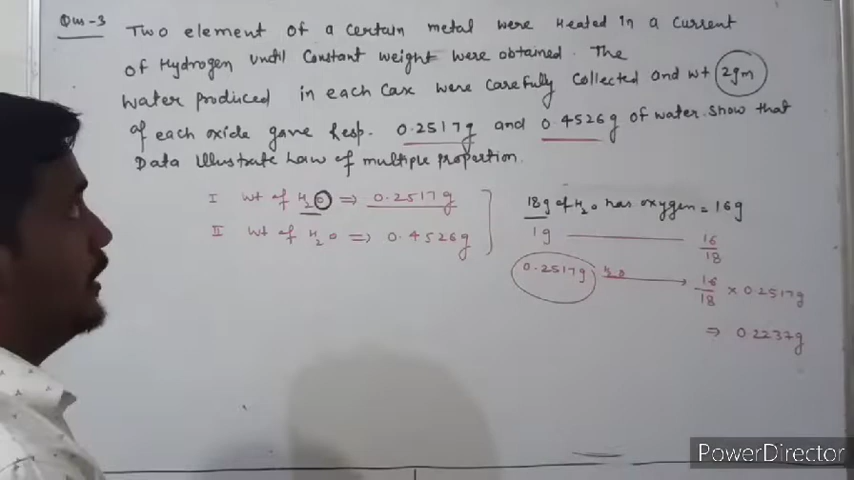 Qus-3 Two element of a certain metal were Heated in a current
of Hydrogen until Constant weight were obtained. The
water produced in each Case were carefully collected and wt 2gm
of each oxide gave Resp. 0.2517g and 0.4526g of water. Show that
Data Illustrate Law of multiple proportion.
I wt of H₂O ⇒ 0.2517g
II wt of H₂O ⇒ 0.4526g
18g of H₂O has oxygen = 16g
1g — 16/18
0.2517g H₂O → 16/18 × 0.2517g
⇒ 0.2237g
PowerDirector